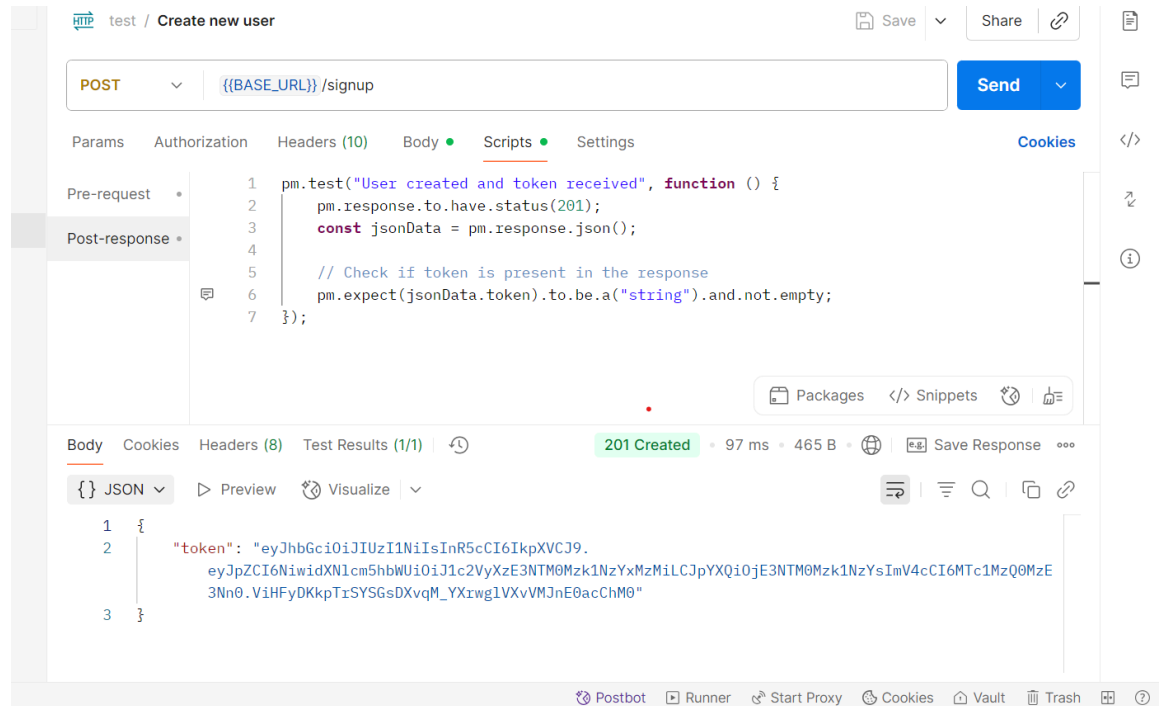 HTTP test / Create new user Save Share
POST {{BASE_URL}} /signup Send
Params Authorization Headers (10) Body Scripts Settings Cookies
Pre-request
Post-response
1 pm.test("User created and token received", function () {
2 pm.response.to.have.status(201);
3 const jsonData = pm.response.json();
4
5 // Check if token is present in the response
6 pm.expect(jsonData.token).to.be.a("string").and.not.empty;
7 });
Packages </> Snippets
Body Cookies Headers (8) Test Results (1/1) 201 Created 97 ms 465 B e.g. Save Response
{} JSON Preview Visualize
1 {
2 "token": "eyJhbGciOiJIUzI1NiIsInR5cCI6IkpXVCJ9.
eyJpZCI6NiwidXNlcm5hbWUiOiJ1c2VyXzE3NTM0Mzk1NzYxMzMiLCJpYXQiOjE3NTM0Mzk1NzYsImV4cCI6MTc1MzQ0MzE
3Nn0.ViHFyDKkpTrSYSGsDXvqM_YXrwglVXvVMJnE0acChM0"
3 }
Postbot Runner Start Proxy Cookies Vault Trash